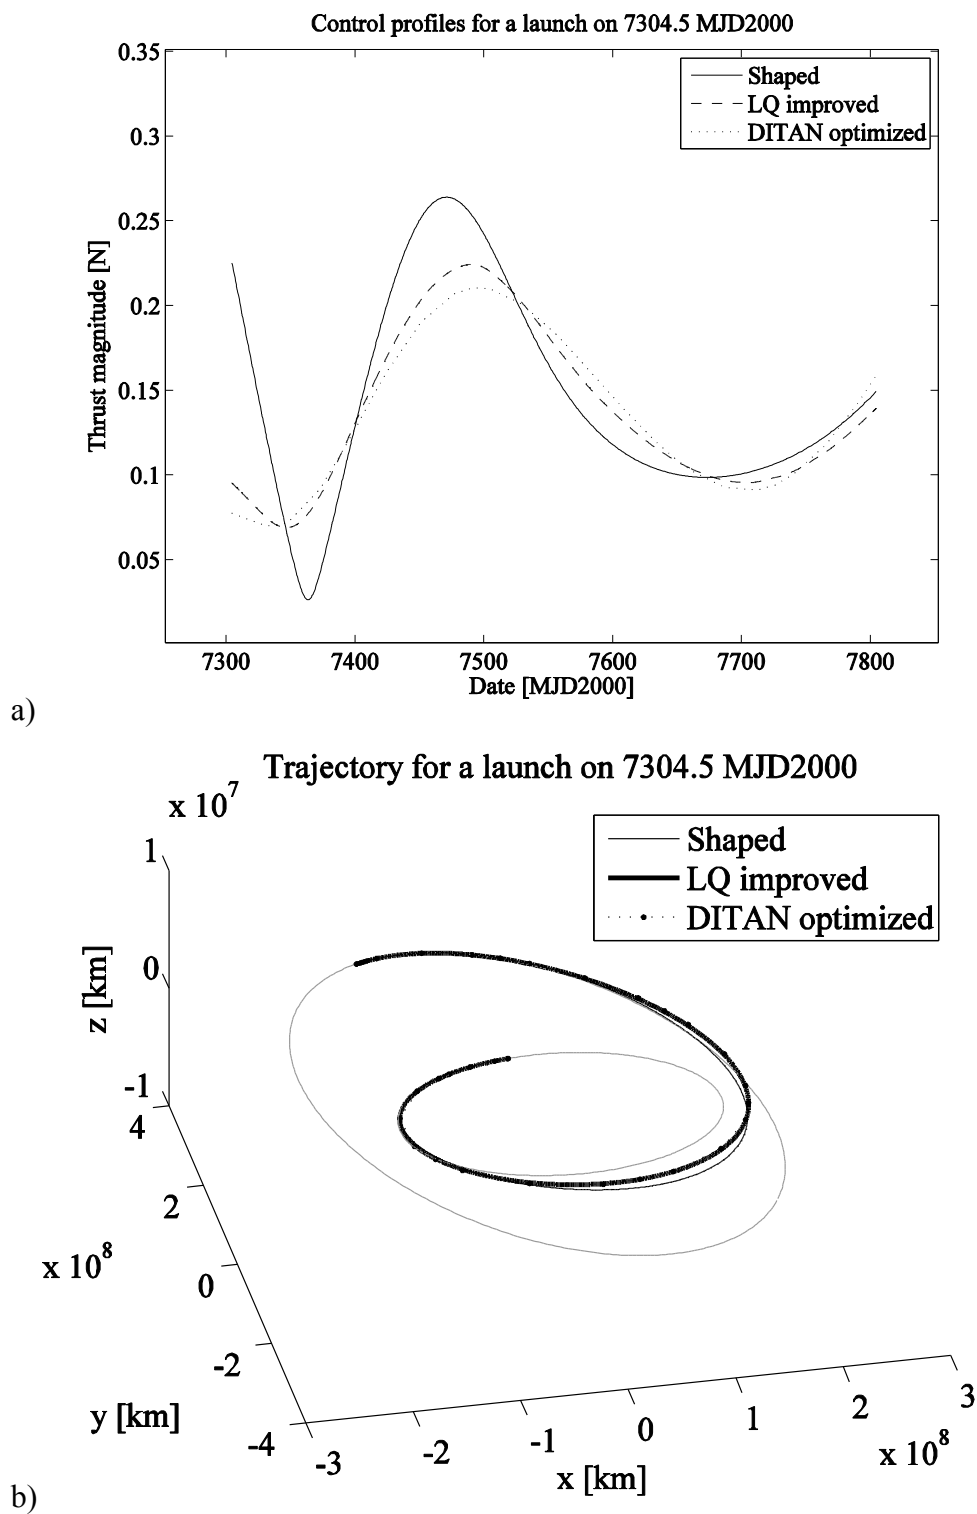 Control profiles for a launch on 7304.5 MJD2000
0.35
0.3
0.25
0.2
0.15
0.1
0.05
Thrust magnitude [N]
Shaped
LQ improved
DITAN optimized
7300 7400 7500 7600 7700 7800
Date [MJD2000]
a)
Trajectory for a launch on 7304.5 MJD2000
x 10^7
Shaped
LQ improved
DITAN optimized
1
0
-1
z [km]
4
2
0
-2
-4
x 10^8
y [km]
-3 -2 -1 0 1 2 3
x 10^8
x [km]
b)